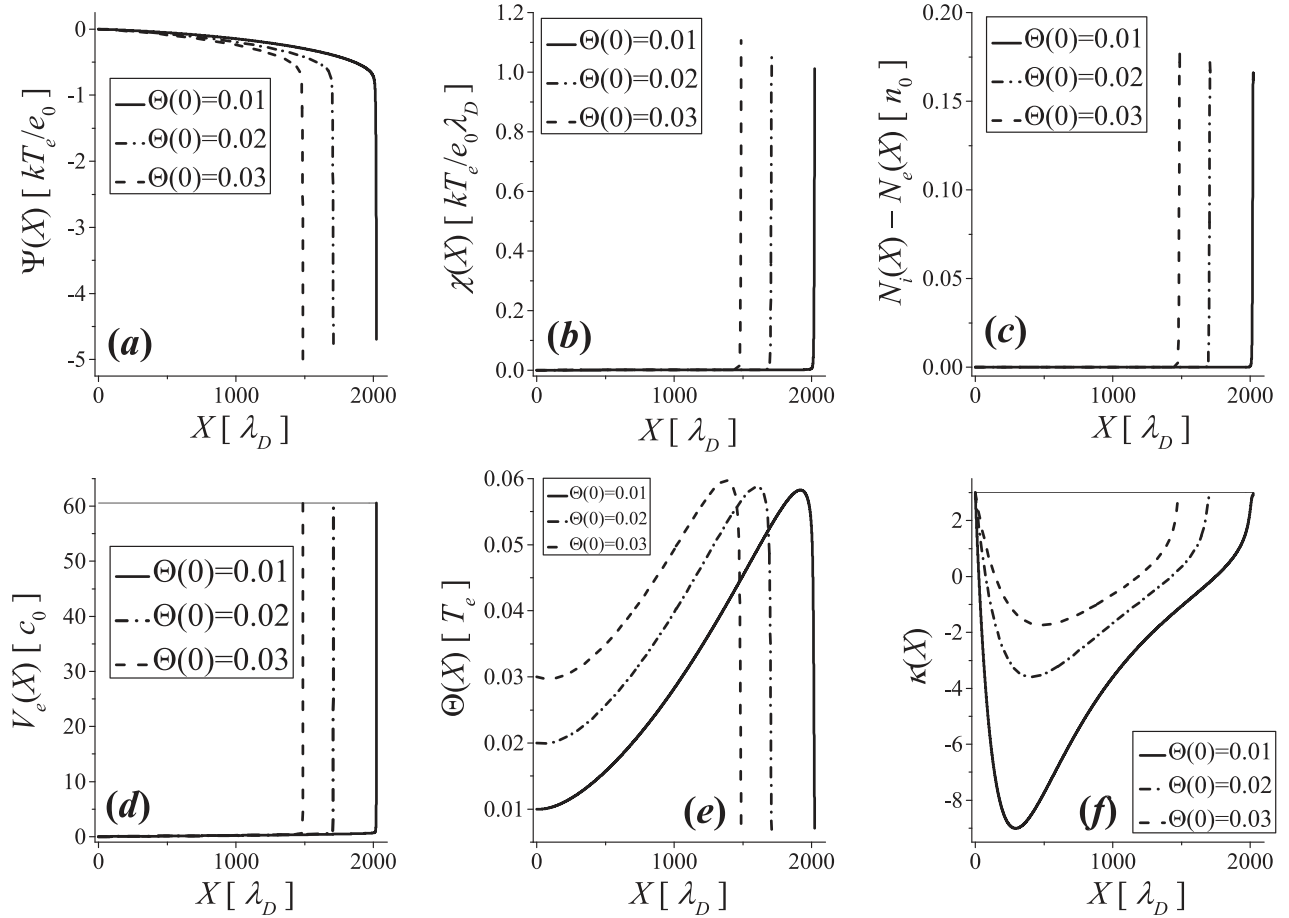 0
-1
-2
-3
-4
-5
Ψ(X) [ kT_e/e_0 ]
Θ(0)=0.01
Θ(0)=0.02
Θ(0)=0.03
(a)
0 1000 2000
X [ λ_D ]
1.2
1.0
0.8
0.6
0.4
0.2
0.0
χ(X) [ kT_e/e_0λ_D ]
Θ(0)=0.01
Θ(0)=0.02
Θ(0)=0.03
(b)
0 1000 2000
X [ λ_D ]
0.20
0.15
0.10
0.05
0.00
N_i(X) − N_e(X) [ n_0 ]
Θ(0)=0.01
Θ(0)=0.02
Θ(0)=0.03
(c)
0 1000 2000
X [ λ_D ]
60
50
40
30
20
10
0
V_e(X) [ c_0 ]
Θ(0)=0.01
Θ(0)=0.02
Θ(0)=0.03
(d)
0 1000 2000
X [ λ_D ]
0.06
0.05
0.04
0.03
0.02
0.01
Θ(X) [ T_e ]
Θ(0)=0.01
Θ(0)=0.02
Θ(0)=0.03
(e)
0 1000 2000
X [ λ_D ]
2
0
-2
-4
-6
-8
κ(X)
Θ(0)=0.01
Θ(0)=0.02
Θ(0)=0.03
(f)
0 1000 2000
X [ λ_D ]